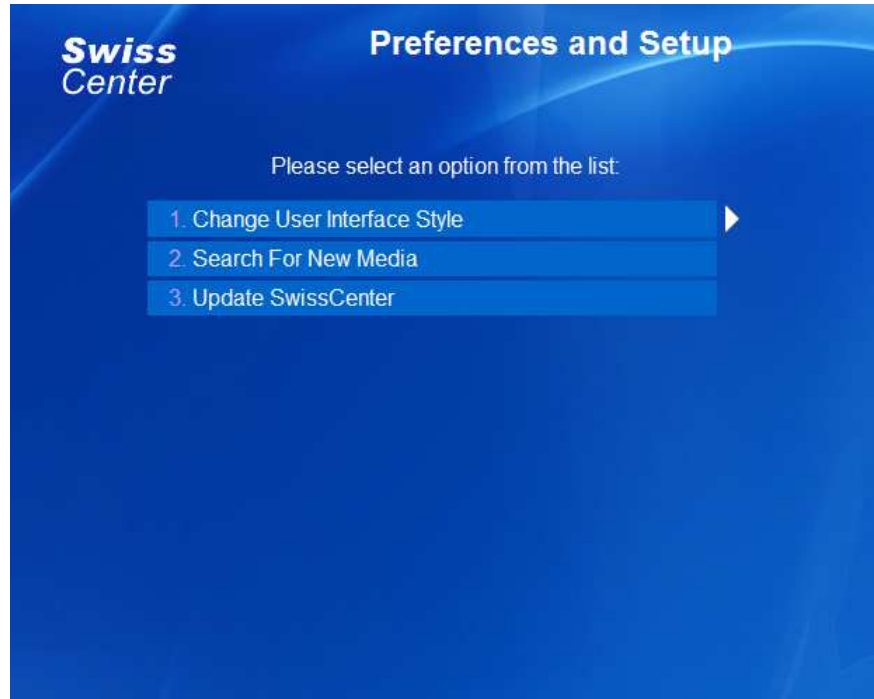 Swiss
Center
Preferences and Setup
Please select an option from the list:
1. Change User Interface Style
2. Search For New Media
3. Update SwissCenter